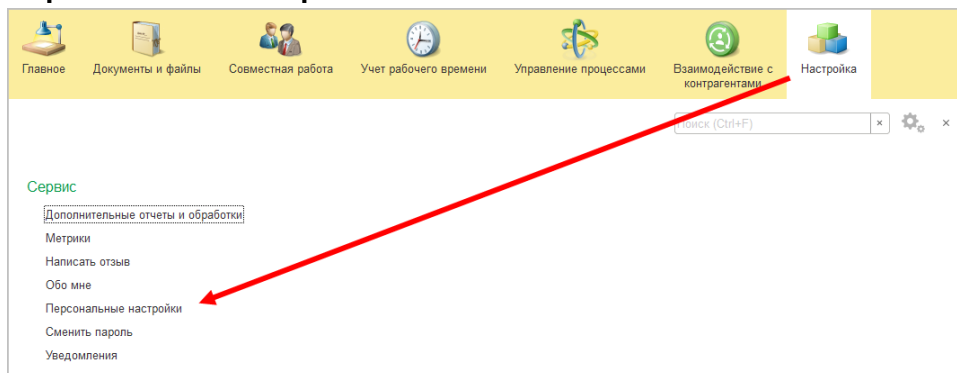 Главное
Документы и файлы
Совместная работа
Учет рабочего времени
Управление процессами
Взаимодействие с
контрагентами
Настройка
Поиск (Ctrl+F)
Сервис
Дополнительные отчеты и обработки
Метрики
Написать отзыв
Обо мне
Персональные настройки
Сменить пароль
Уведомления